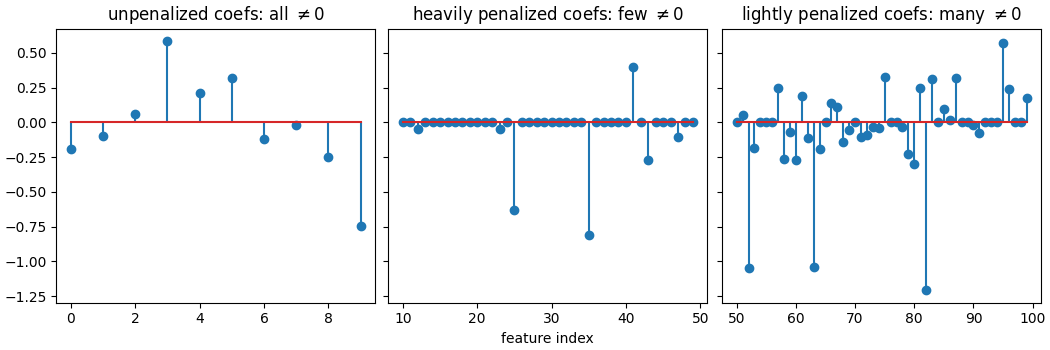 unpenalized coefs: all ≠0
heavily penalized coefs: few ≠0
lightly penalized coefs: many ≠0
0.50
0.25
0.00
−0.25
−0.50
−0.75
−1.00
−1.25
0 2 4 6 8
10 20 30 40 50
50 60 70 80 90 100
feature index